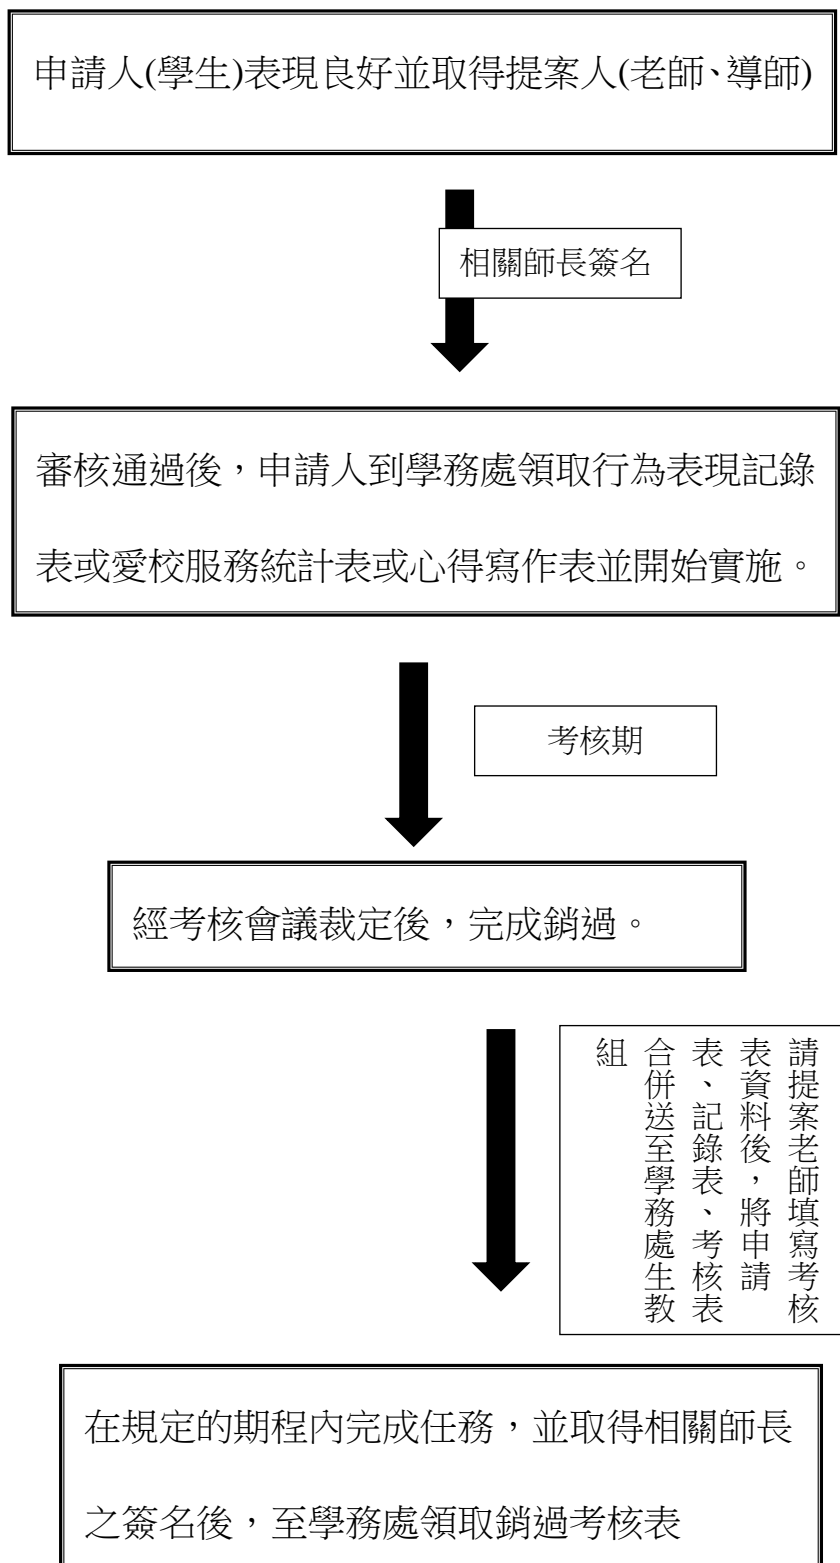 申請人(學生)表現良好並取得提案人(老師、導師)
相關師長簽名
審核通過後，申請人到學務處領取行為表現記錄
表或愛校服務統計表或心得寫作表並開始實施。
考核期
經考核會議裁定後，完成銷過。
請提案老師填寫考核
表資料後，將申請
表、記錄表、考核表
合併送至學務處生教
組
在規定的期程內完成任務，並取得相關師長
之簽名後，至學務處領取銷過考核表